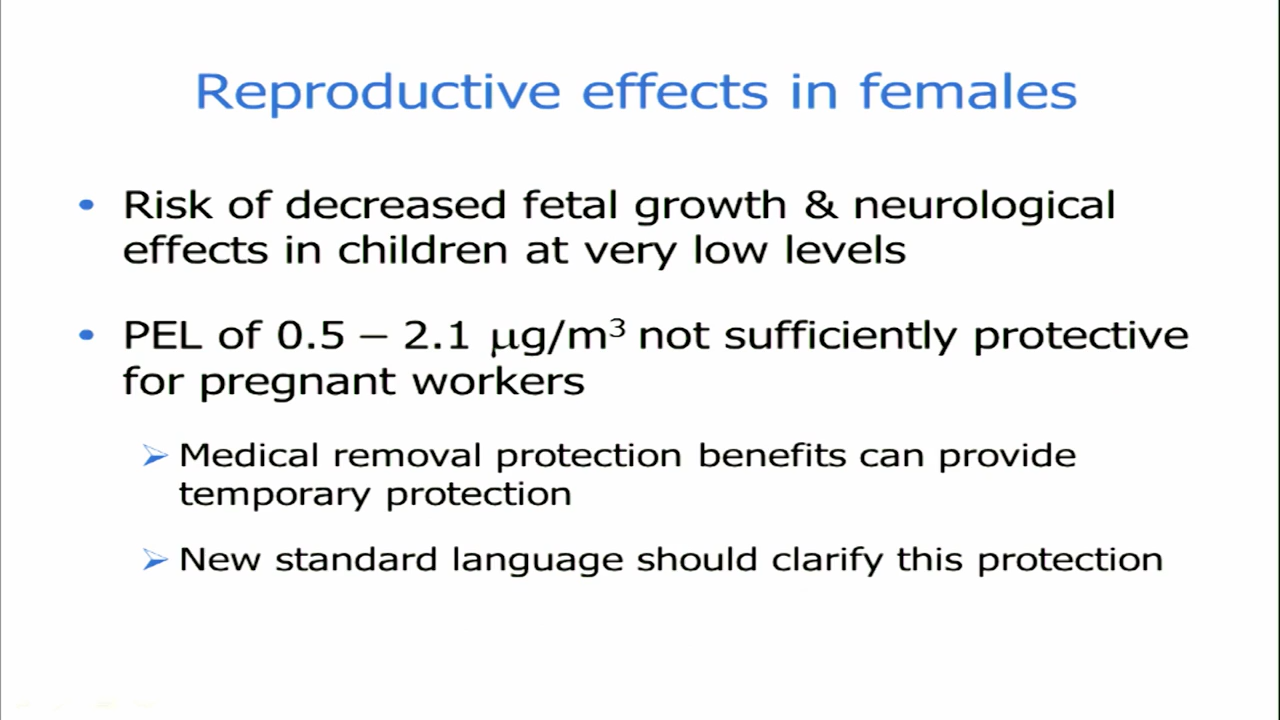 Reproductive effects in females
• Risk of decreased fetal growth & neurological
effects in children at very low levels
• PEL of 0.5 – 2.1 μg/m³ not sufficiently protective
for pregnant workers
➢ Medical removal protection benefits can provide
temporary protection
➢ New standard language should clarify this protection